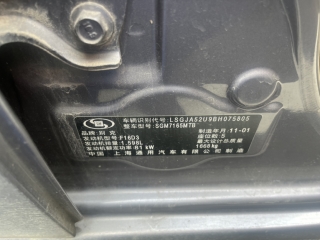 车辆识别代号: LSGJA52U98H075805
整车型号: SGM7165MTB
品牌: 别克 制造年月: 11-01
发动机型号: F16D3 座位数: 5
发动机排量: 1.598L 最大设计总质量
发动机额定功率: 81 kW 1660kg
中国 上海通用汽车有限公司 制造